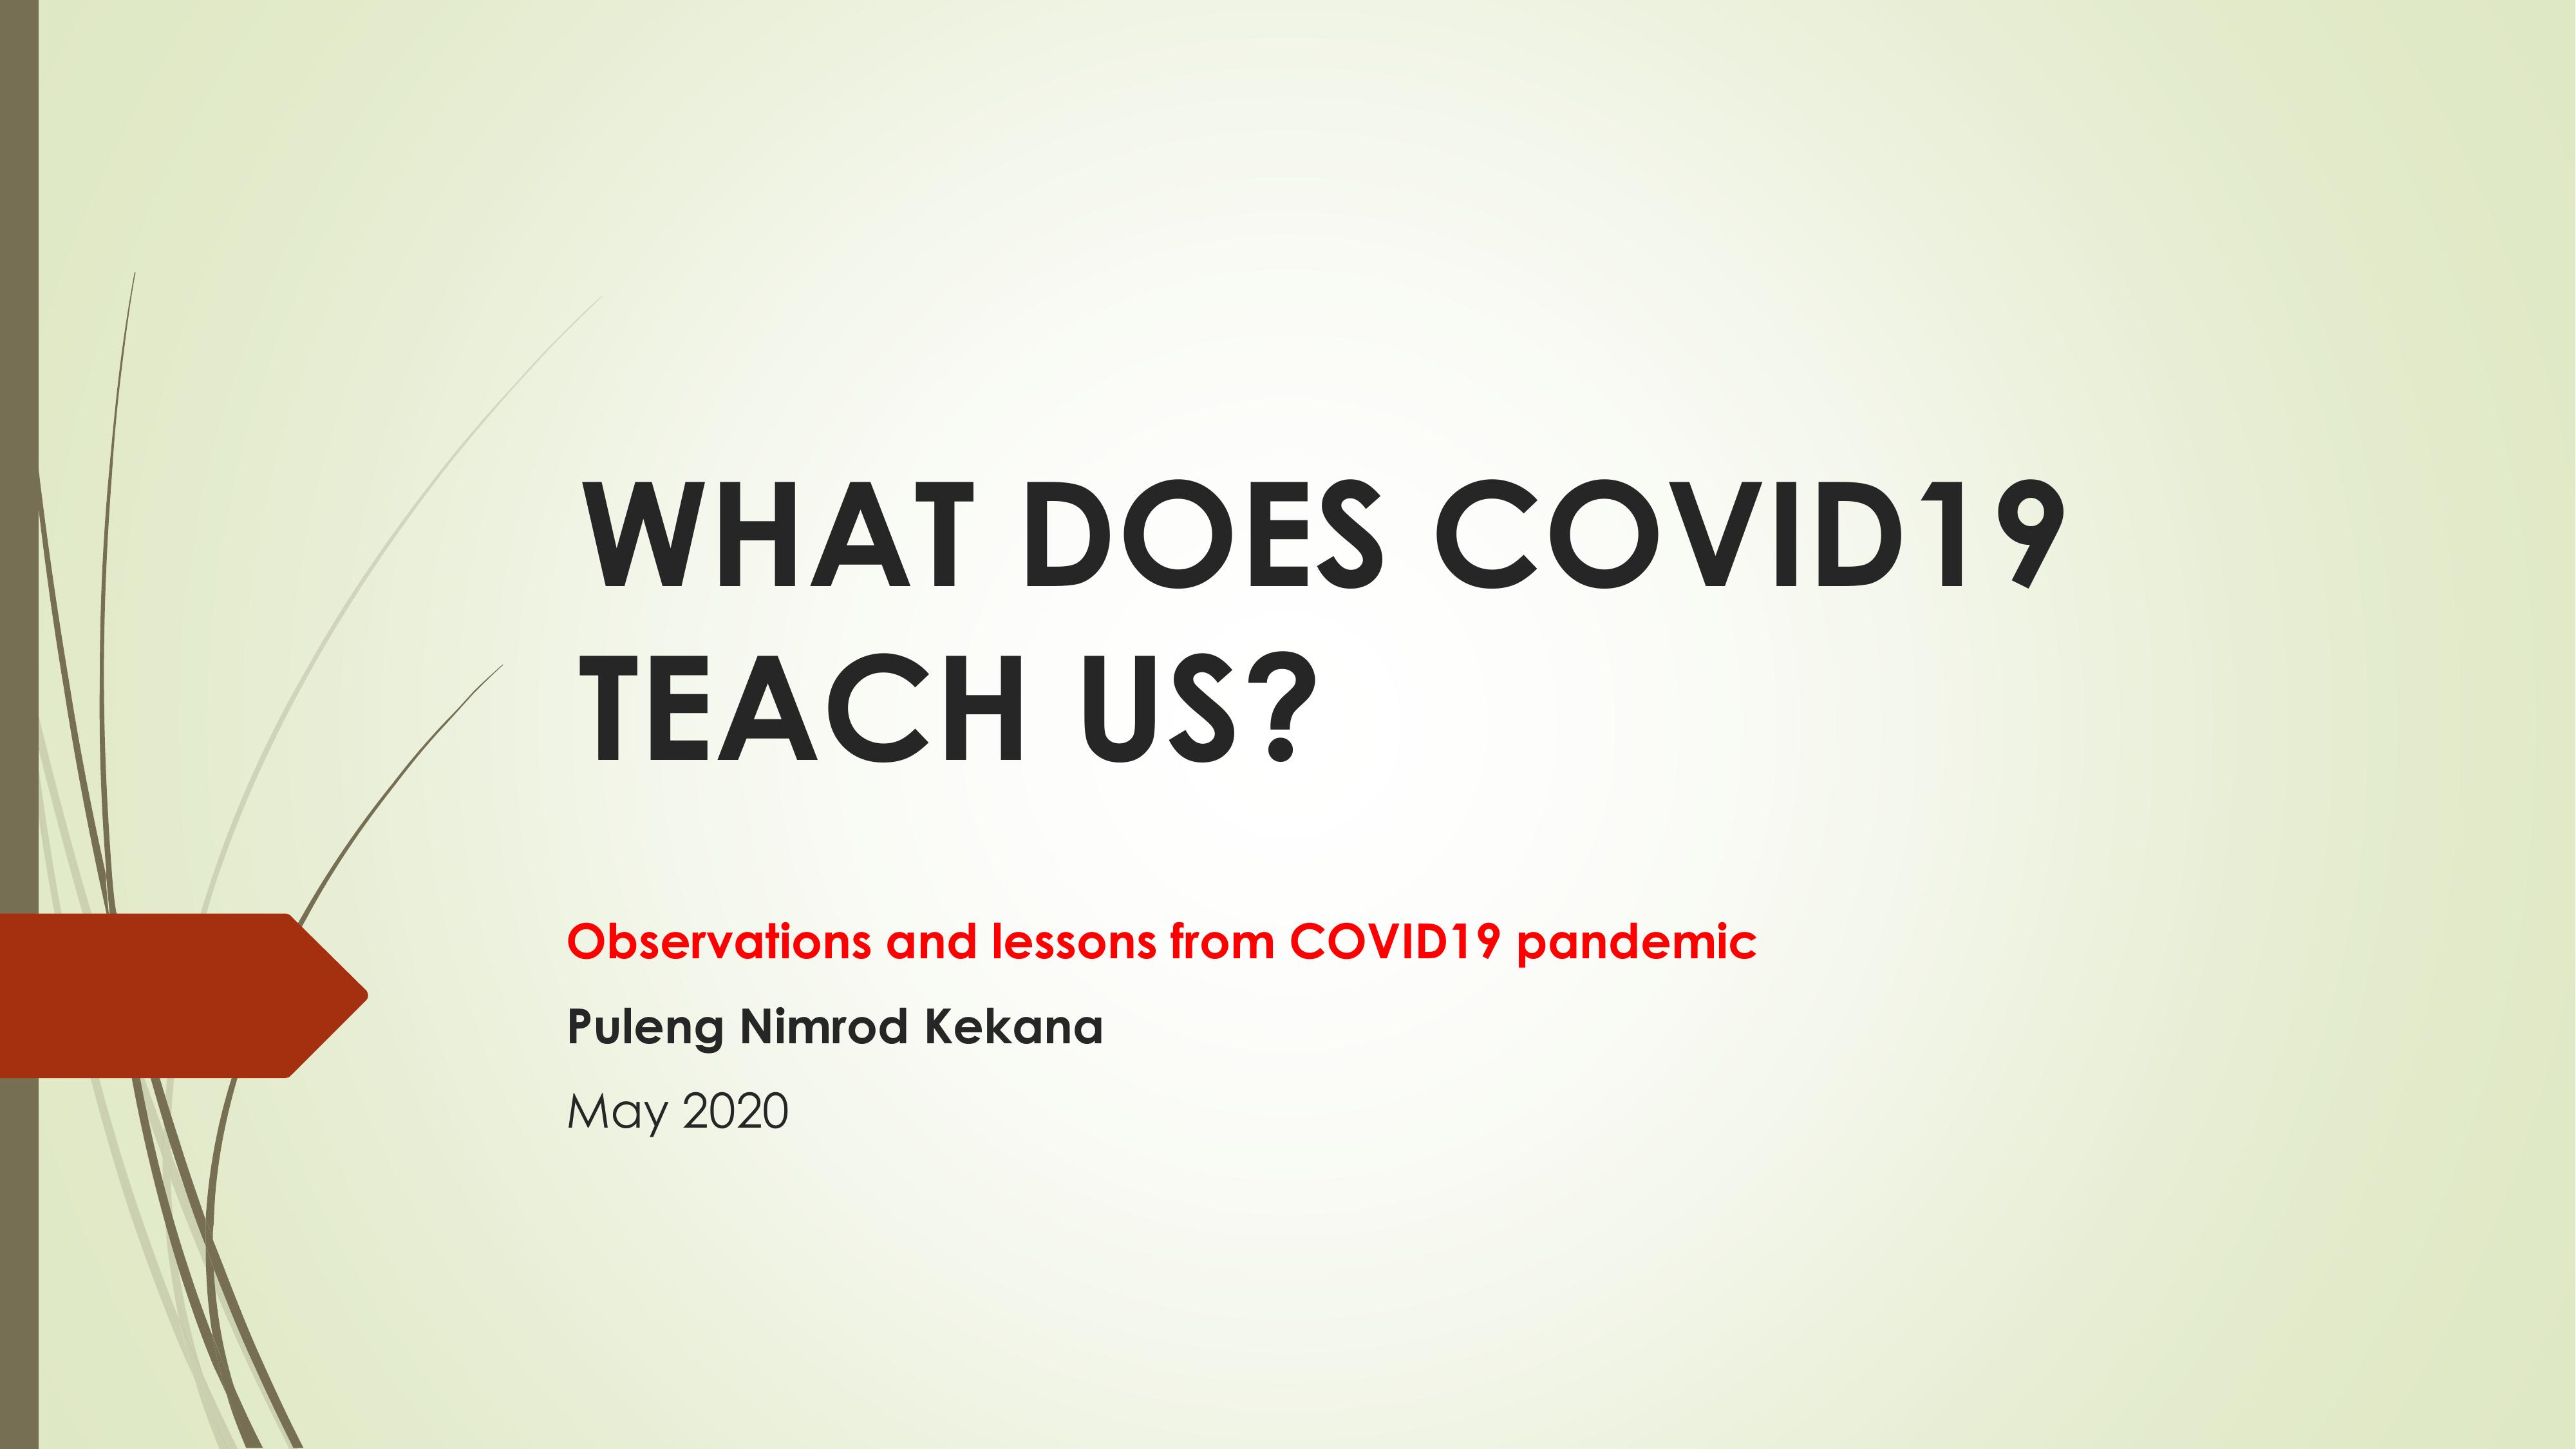 WHAT DOES COVID19
TEACH US?
Observations and lessons from COVID19 pandemic
Puleng Nimrod Kekana
May 2020